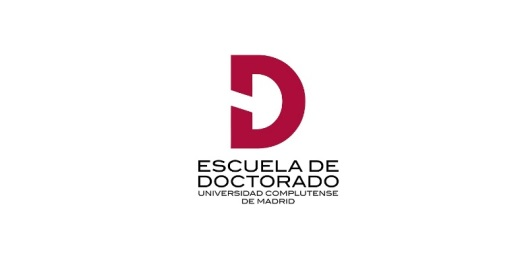 D
ESCUELA DE
DOCTORADO
UNIVERSIDAD COMPLUTENSE
DE MADRID